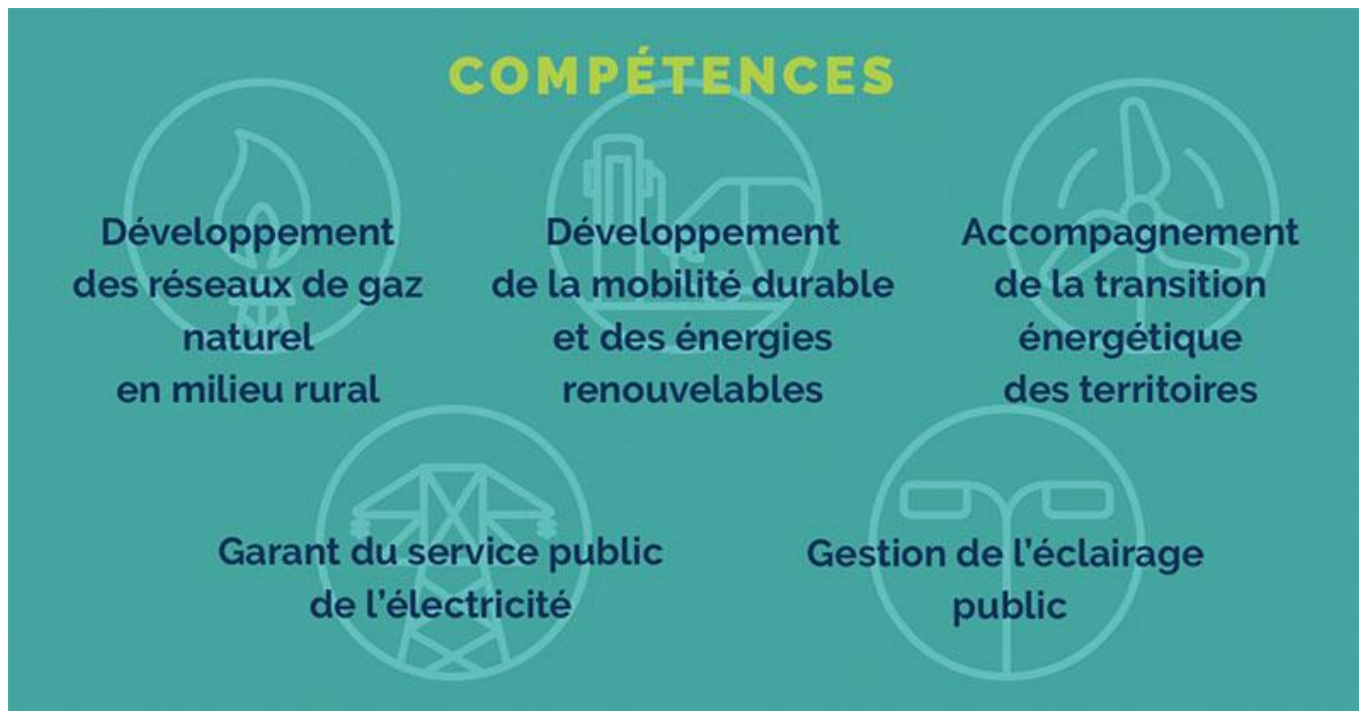 COMPÉTENCES
Développement
des réseaux de gaz
naturel
en milieu rural
Développement
de la mobilité durable
et des énergies
renouvelables
Accompagnement
de la transition
énergétique
des territoires
Garant du service public
de l’électricité
Gestion de l’éclairage
public